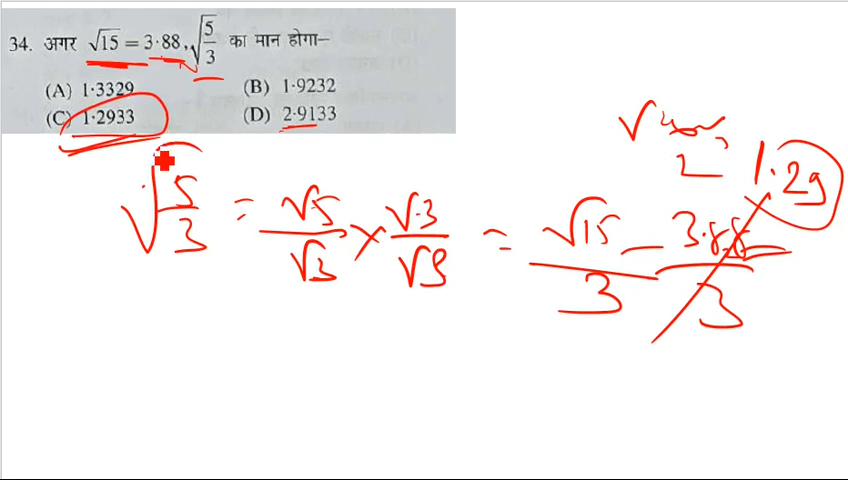 34. अगर √15 = 3·88, √5/3 का मान होगा–
(A) 1·3329 (B) 1·9232
(C) 1·2933 (D) 2·9133
2 1.29
√5/3 = √5/√3 × √3/√3 = √15/3 = 3.88/3